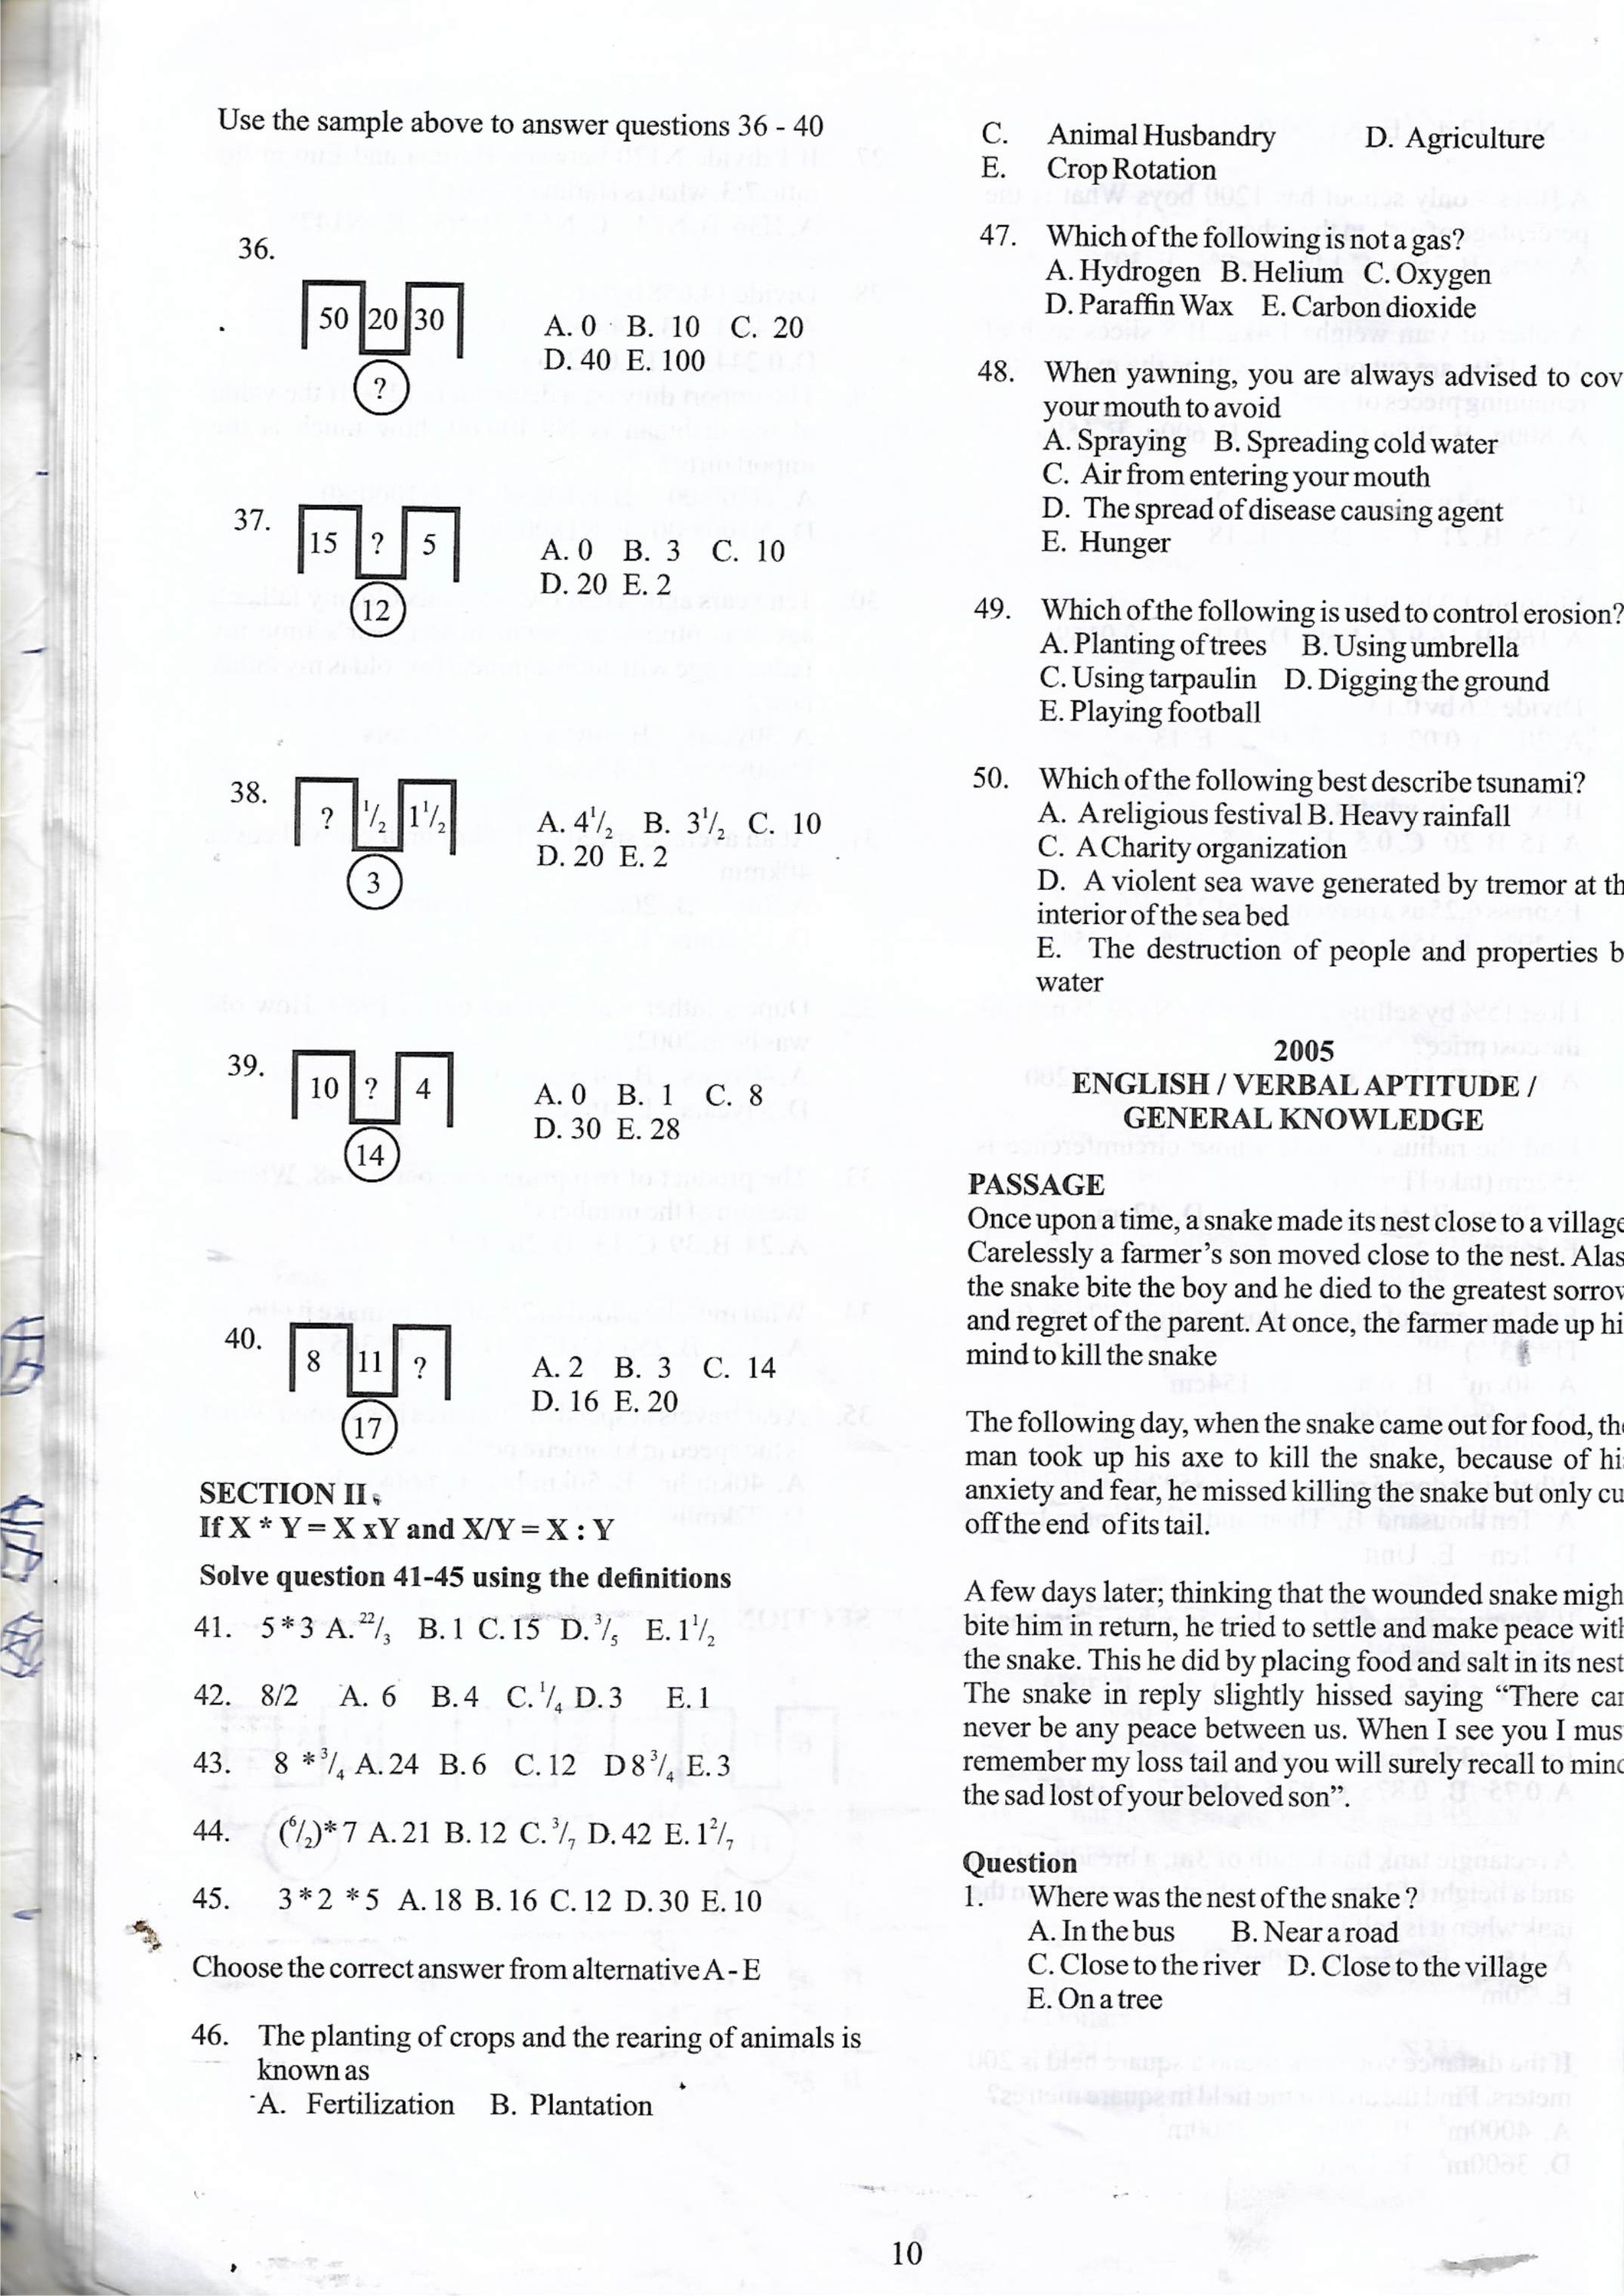 Use the sample above to answer questions 36 - 40
36.
50 20 30
?
A. 0 B. 10 C. 20
D. 40 E. 100
37.
15 ? 5
12
A. 0 B. 3 C. 10
D. 20 E. 2
38.
? 1/2 1 1/2
3
A. 4 1/2 B. 3 1/2 C. 10
D. 20 E. 2
39.
10 ? 4
14
A. 0 B. 1 C. 8
D. 30 E. 28
40.
8 11 ?
17
A. 2 B. 3 C. 14
D. 16 E. 20
SECTION II
If X * Y = X xY and X/Y = X : Y
Solve question 41-45 using the definitions
41. 5*3 A. 22/3 B. 1 C. 15 D. 3/5 E. 1 1/2
42. 8/2 A. 6 B. 4 C. 1/4 D. 3 E. 1
43. 8 * 3/4 A. 24 B. 6 C. 12 D 8 3/4 E. 3
44. (6/2)*7 A. 21 B. 12 C. 3/7 D. 42 E. 1 2/7
45. 3*2 *5 A. 18 B. 16 C. 12 D. 30 E. 10
Choose the correct answer from alternative A - E
46. The planting of crops and the rearing of animals is
known as
A. Fertilization B. Plantation
C. Animal Husbandry D. Agriculture
E. Crop Rotation
47. Which of the following is not a gas?
A. Hydrogen B. Helium C. Oxygen
D. Paraffin Wax E. Carbon dioxide
48. When yawning, you are always advised to cov
your mouth to avoid
A. Spraying B. Spreading cold water
C. Air from entering your mouth
D. The spread of disease causing agent
E. Hunger
49. Which of the following is used to control erosion?
A. Planting of trees B. Using umbrella
C. Using tarpaulin D. Digging the ground
E. Playing football
50. Which of the following best describe tsunami?
A. A religious festival B. Heavy rainfall
C. A Charity organization
D. A violent sea wave generated by tremor at th
interior of the sea bed
E. The destruction of people and properties b
water
2005
ENGLISH / VERBAL APTITUDE /
GENERAL KNOWLEDGE
PASSAGE
Once upon a time, a snake made its nest close to a village
Carelessly a farmer's son moved close to the nest. Alas
the snake bite the boy and he died to the greatest sorrow
and regret of the parent. At once, the farmer made up hi
mind to kill the snake
The following day, when the snake came out for food, the
man took up his axe to kill the snake, because of hi
anxiety and fear, he missed killing the snake but only cu
off the end of its tail.
A few days later; thinking that the wounded snake migh
bite him in return, he tried to settle and make peace with
the snake. This he did by placing food and salt in its nest
The snake in reply slightly hissed saying "There can
never be any peace between us. When I see you I mus
remember my loss tail and you will surely recall to mind
the sad lost of your beloved son".
Question
1. Where was the nest of the snake?
A. In the bus B. Near a road
C. Close to the river D. Close to the village
E. On a tree
10